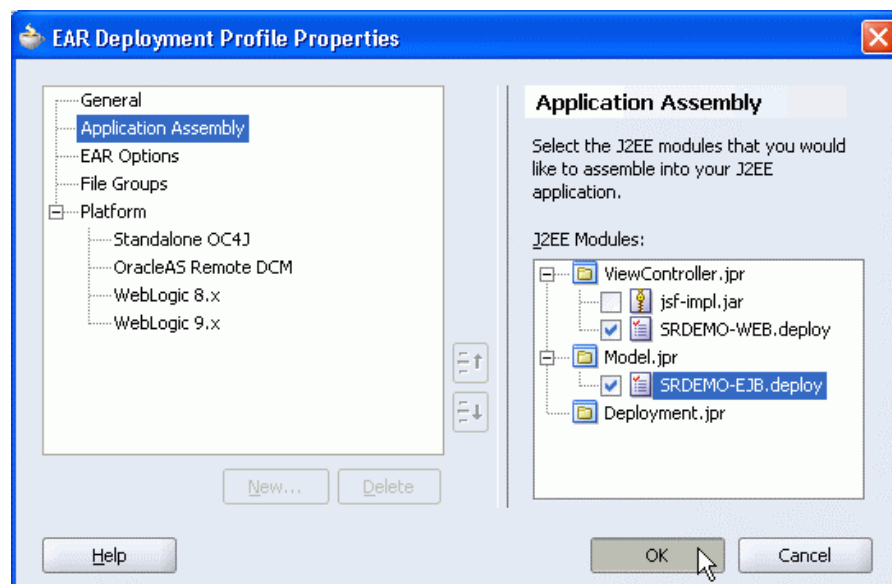 EAR Deployment Profile Properties
General
Application Assembly
EAR Options
File Groups
Platform
Standalone OC4J
OracleAS Remote DCM
WebLogic 8.x
WebLogic 9.x
New...
Delete
Application Assembly
Select the J2EE modules that you would
like to assemble into your J2EE
application.
J2EE Modules:
ViewController.jpr
jsf-impl.jar
SRDEMO-WEB.deploy
Model.jpr
SRDEMO-EJB.deploy
Deployment.jpr
Help
OK
Cancel